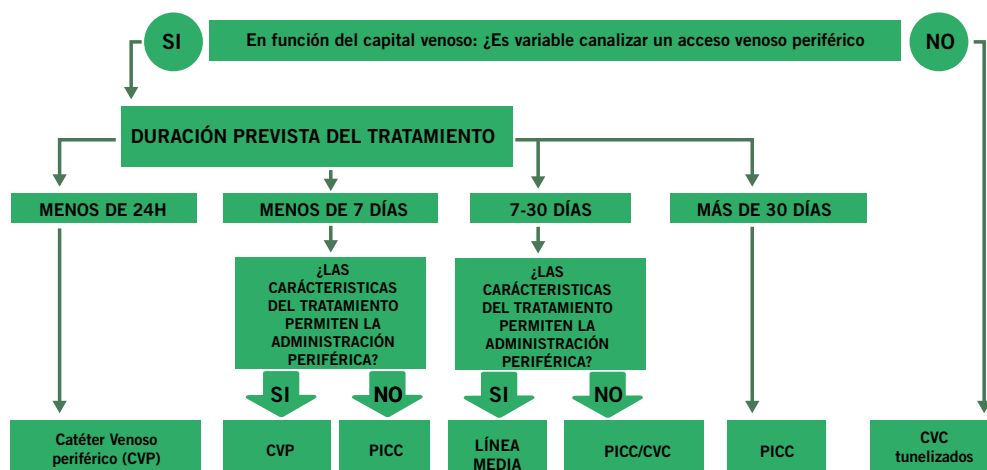 SI
En función del capital venoso: ¿Es variable canalizar un acceso venoso periférico
NO
DURACIÓN PREVISTA DEL TRATAMIENTO
MENOS DE 24H
MENOS DE 7 DÍAS
7-30 DÍAS
MÁS DE 30 DÍAS
¿LAS
CARÁCTERISTICAS
DEL TRATAMIENTO
PERMITEN LA
ADMINISTRACIÓN
PERIFÉRICA?
¿LAS
CARÁCTERISTICAS
DEL TRATAMIENTO
PERMITEN LA
ADMINISTRACIÓN
PERIFÉRICA?
SI
NO
SI
NO
Catéter Venoso
periférico (CVP)
CVP
PICC
LÍNEA
MEDIA
PICC/CVC
PICC
CVC
tunelizados